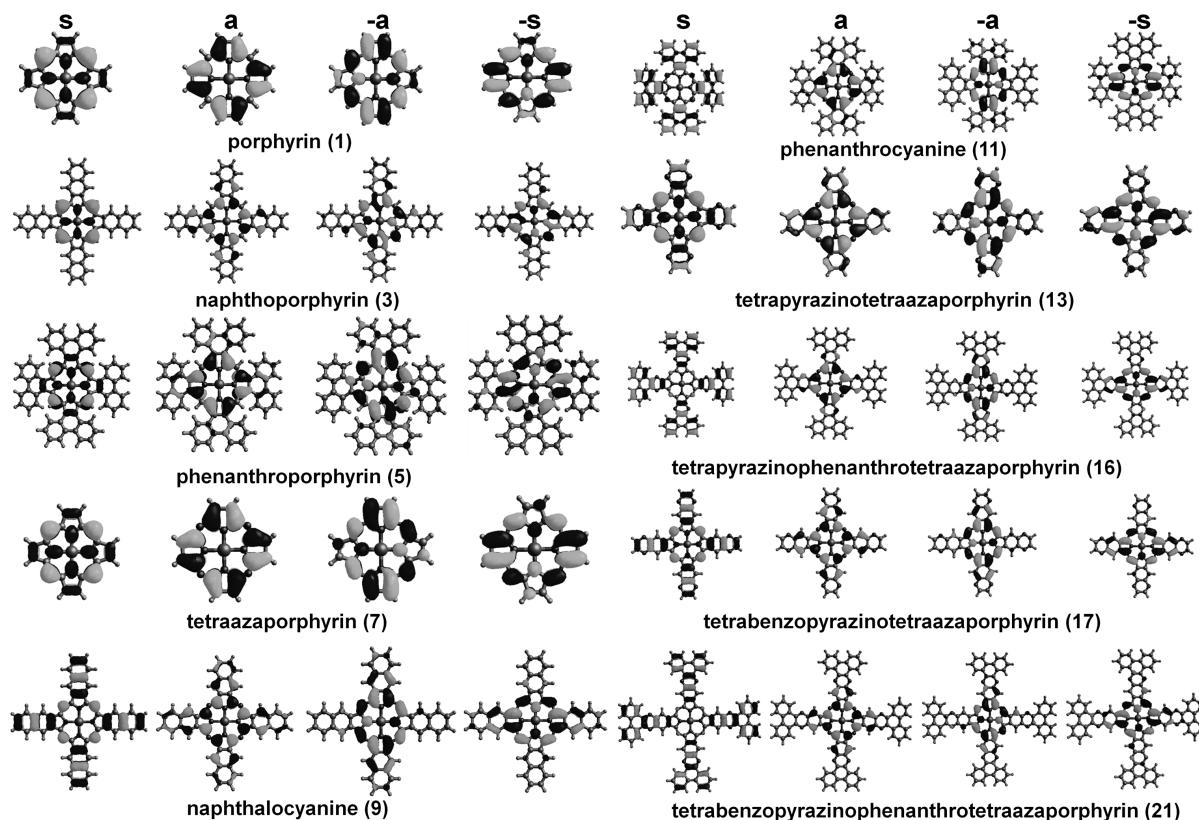 s a -a -s
porphyrin (1)
naphthoporphyrin (3)
phenanthroporphyrin (5)
tetraazaporphyrin (7)
naphthalocyanine (9)
s a -a -s
phenanthrocyanine (11)
tetrapyrazinotetraazaporphyrin (13)
tetrapyrazinophenanthrotetraazaporphyrin (16)
tetrabenzopyrazinotetraazaporphyrin (17)
tetrabenzopyrazinophenanthrotetraazaporphyrin (21)